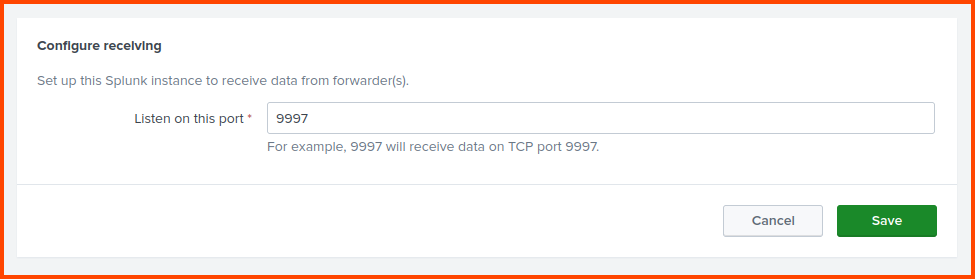 Configure receiving
Set up this Splunk instance to receive data from forwarder(s).
Listen on this port * 9997
For example, 9997 will receive data on TCP port 9997.
Cancel Save